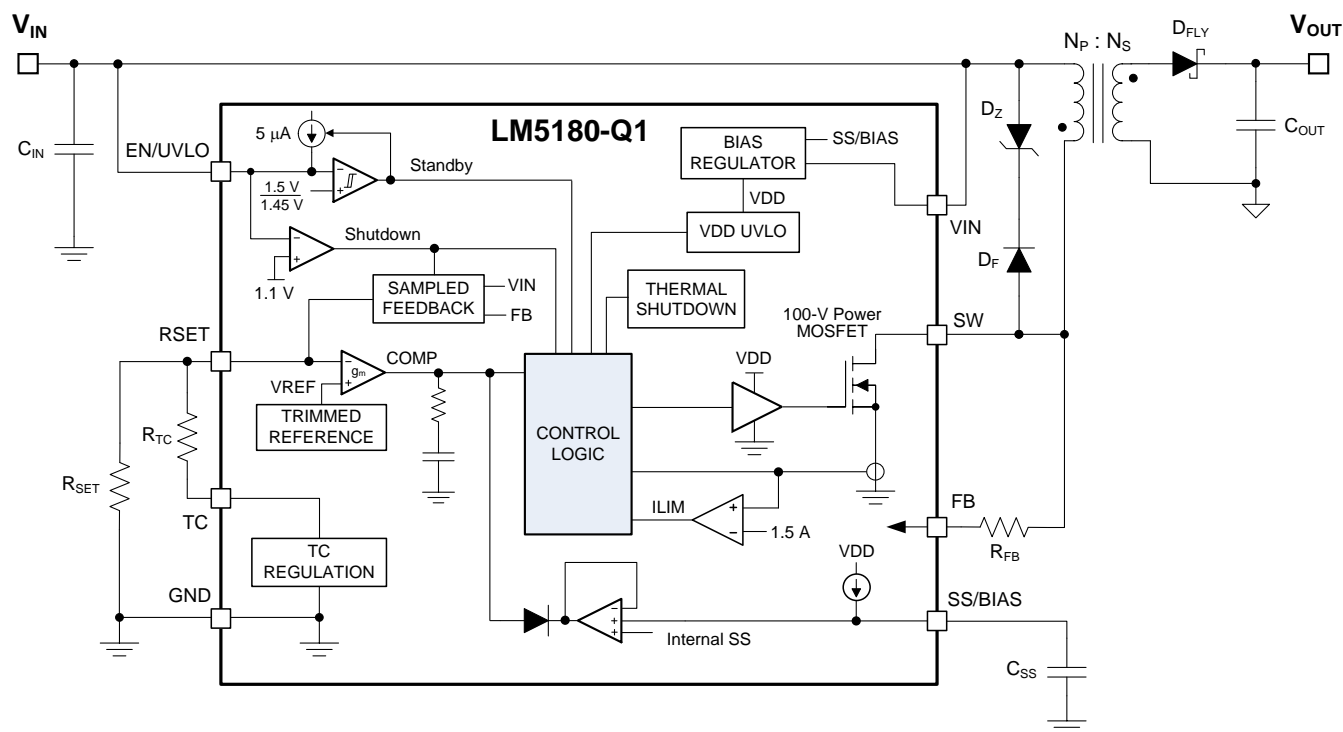 VIN
VOUT
NP : NS
DFLY
LM5180-Q1
5 µA
DZ
CIN
COUT
EN/UVLO
BIAS
REGULATOR
SS/BIAS
Standby
1.5 V
1.45 V
VDD
VIN
Shutdown
VDD UVLO
1.1 V
DF
SAMPLED
FEEDBACK
VIN
FB
THERMAL
SHUTDOWN
100-V Power
MOSFET
SW
RSET
COMP
gm
VREF
VDD
TRIMMED
REFERENCE
RTC
CONTROL
LOGIC
RSET
TC
ILIM
1.5 A
FB
RFB
TC
REGULATION
VDD
GND
SS/BIAS
Internal SS
CSS